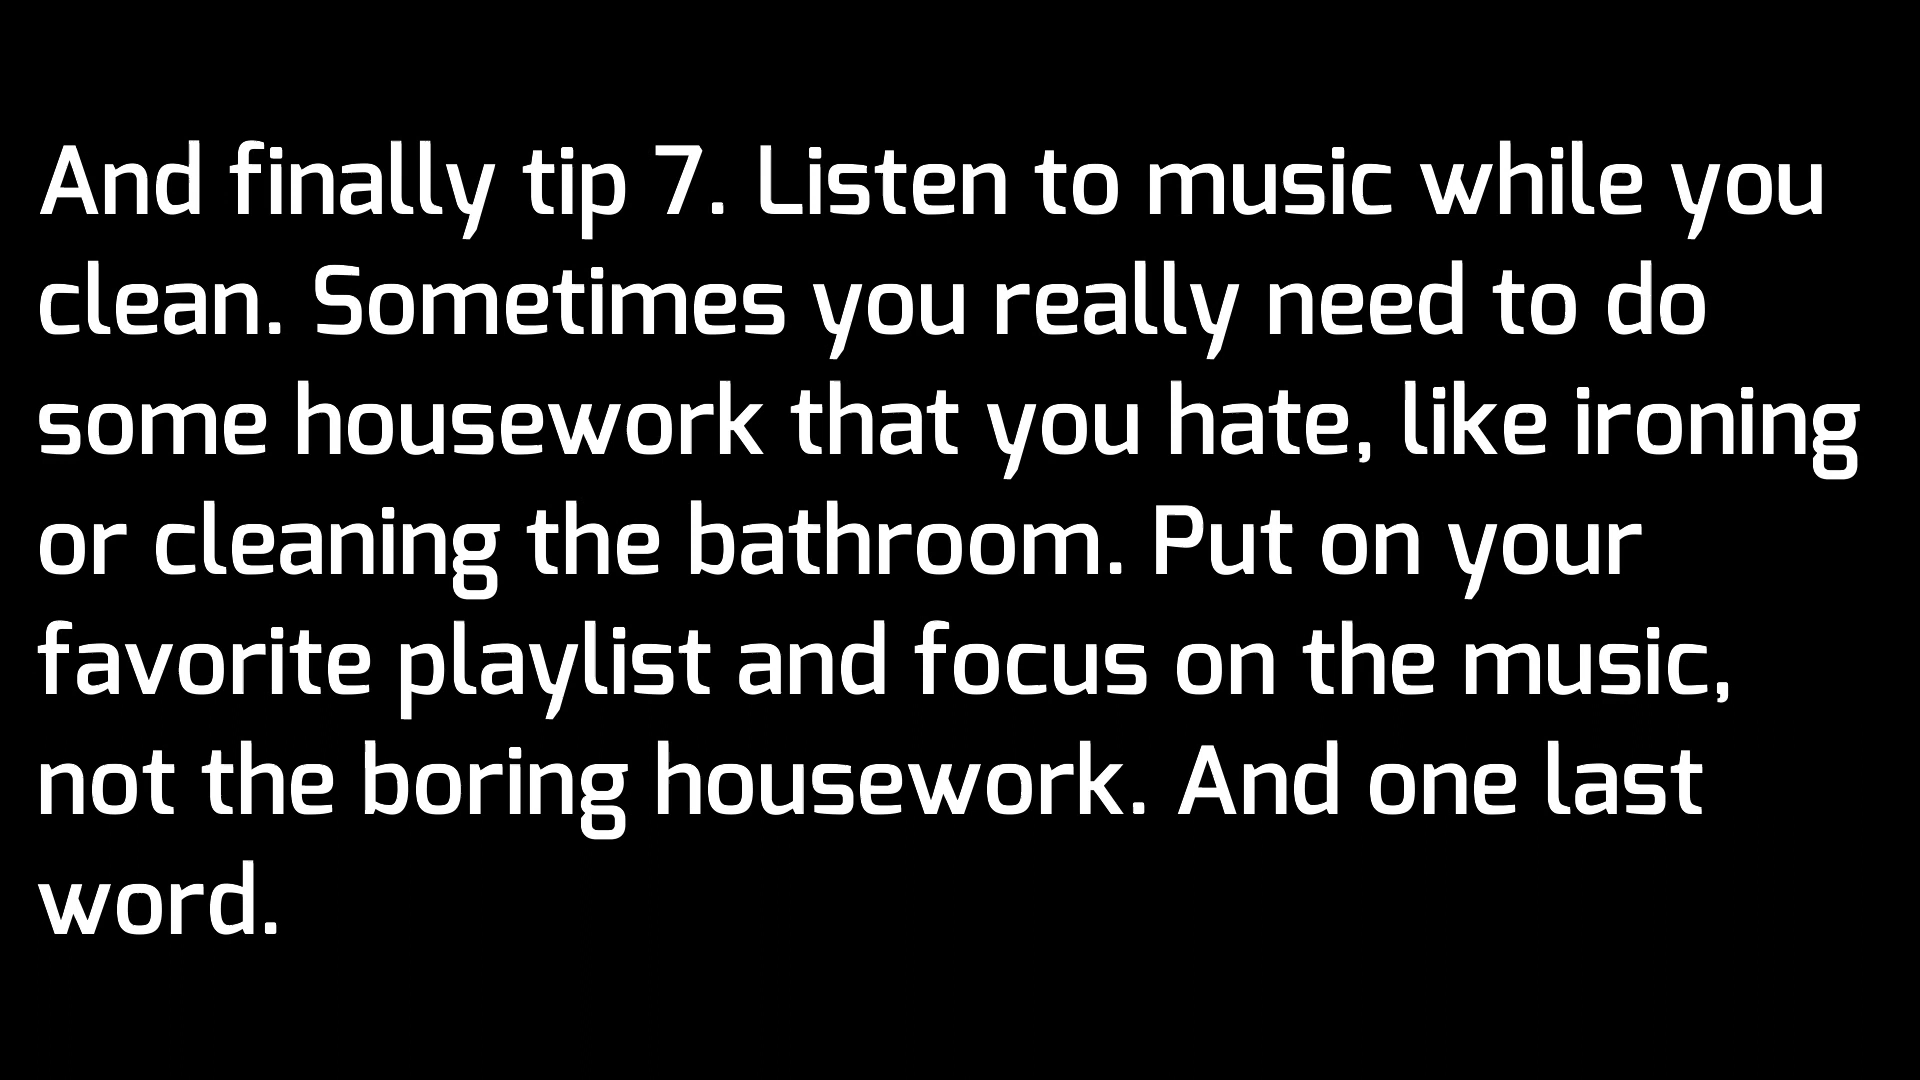 And finally tip 7. Listen to music while you
clean. Sometimes you really need to do
some housework that you hate, like ironing
or cleaning the bathroom. Put on your
favorite playlist and focus on the music,
not the boring housework. And one last
word.